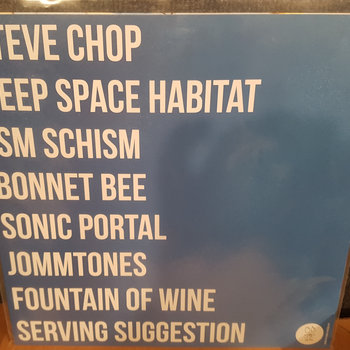 TEVE CHOP
EEP SPACE HABITAT
SM SCHISM
BONNET BEE
SONIC PORTAL
JOMMTONES
FOUNTAIN OF WINE
SERVING SUGGESTION